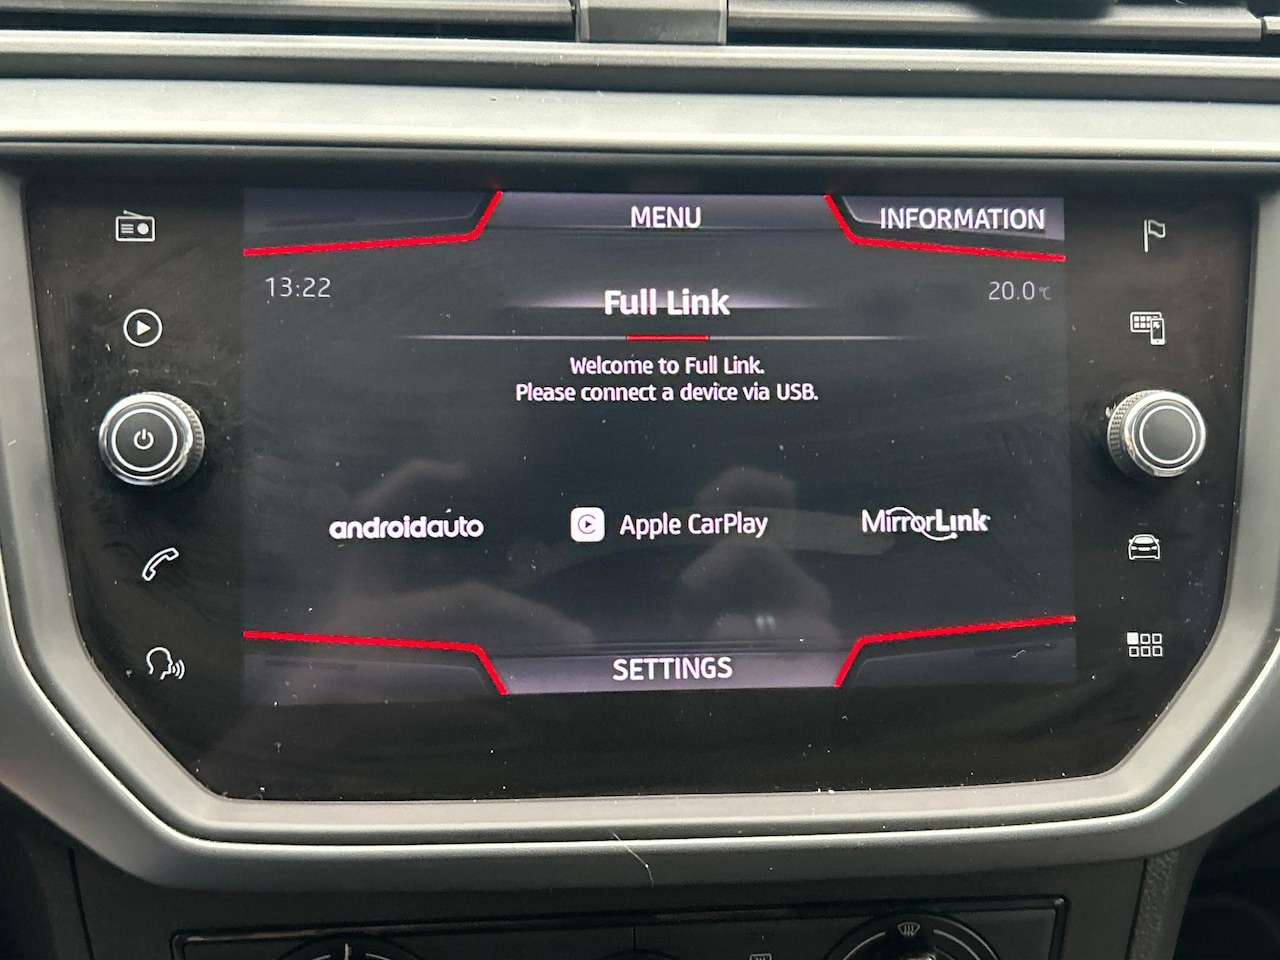 MENU
INFORMATION
13:22
20.0°C
Full Link
Welcome to Full Link.
Please connect a device via USB.
androidauto
Apple CarPlay
MirrorLink
SETTINGS